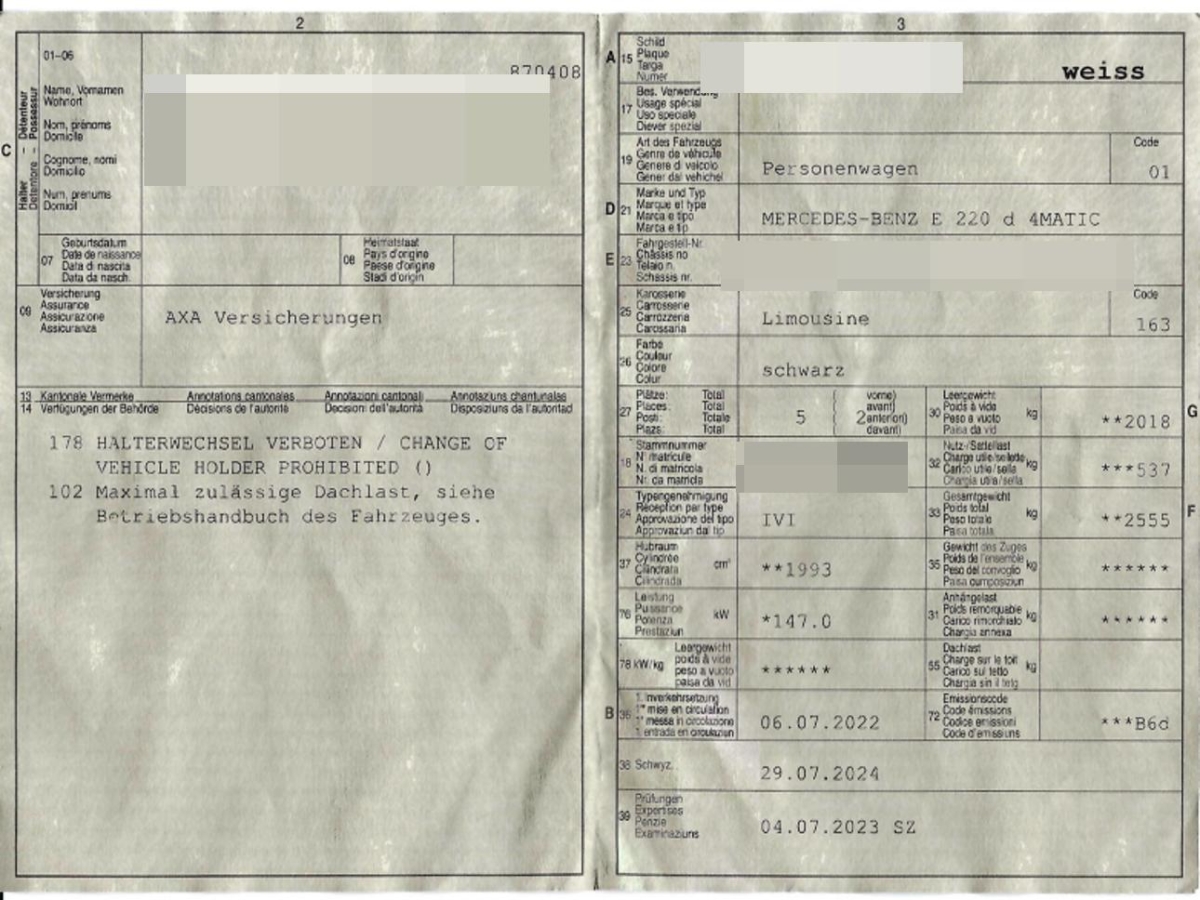 2
01-06
870408
C
Halter - Détenteur
Detentore - Possessur
Name, Vornamen
Wohnort
Nom, prénoms
Domicile
Cognome, nomi
Domicilio
Num, prenums
Domicil
07
Geburtsdatum
Date de naissance
Data di nascita
Data da nasch.
08
Heimatstaat
Pays d'origine
Paese d'origine
Stadi d'origin
09
Versicherung
Assurance
Assicurazione
Assicuranza
AXA Versicherungen
13 Kantonale Vermerke Annotations cantonales Annotazioni cantonali Annotaziuns chantunalas
14 Verfügungen der Behörde Décisions de l'autorité Decisioni dell'autorità Disposiziuns da l'autoritad
178 HALTERWECHSEL VERBOTEN / CHANGE OF
VEHICLE HOLDER PROHIBITED ()
102 Maximal zulässige Dachlast, siehe
Betriebshandbuch des Fahrzeuges.
3
A
15
Schild
Plaque
Targa
Numer
weiss
17
Bes. Verwendung
Usage spécial
Uso speciale
Diever spezial
19
Art des Fahrzeugs
Genre de véhicule
Genere di veicolo
Gener dal vehichel
Personenwagen
Code
01
D
21
Marke und Typ
Marque et type
Marca e tipo
Marca e tip
MERCEDES-BENZ E 220 d 4MATIC
E
23
Fahrgestell-Nr.
Châssis no
Telaio n.
Schassis nr.
25
Karosserie
Carrosserie
Carrozzeria
Carossaria
Limousine
Code
163
26
Farbe
Couleur
Colore
Colur
schwarz
27
Plätze: Total ( vorne)
Places: Total ( avant)
Posti: Totale ( anteriori)
Plazs: Total ( davant)
5 2
30
Leergewicht
Poids à vide
Peso a vuoto
Paisa da vid
kg
**2018
G
18
Stammnummer
N° matricule
N. di matricola
Nr. da matricla
32
Nutz-/Sattellast
Charge utile/sellette
Carico utile/sella
Chargia utila/sella
kg
***537
24
Typengenehmigung
Réception par type
Approvazione del tipo
Approvaziun dal tip
IVI
33
Gesamtgewicht
Poids total
Peso totale
Paisa totala
kg
**2555
F
37
Hubraum
Cylindrée
Cilindrata
Cilindrada
cm³
**1993
35
Gewicht des Zuges
Poids de l'ensemble
Peso del convoglio
Paisa cumposiziun
kg
******
76
Leistung
Puissance
Potenza
Prestaziun
kW
*147.0
31
Anhängelast
Poids remorquable
Carico rimorchiato
Chargia annexa
kg
******
78 kW/kg
Leergewicht
poids à vide
peso a vuoto
paisa da vid
******
55
Dachlast
Charge sur le toit
Carico sul tetto
Chargia sin il tetg
kg
B
36
1. Inverkehrsetzung
1re mise en circulation
1a messa in circolazione
1. entrada en circulaziun
06.07.2022
72
Emissionscode
Code émissions
Codice emissioni
Code d'emissiuns
***B6d
38 Schwyz,
29.07.2024
39
Prüfungen
Expertises
Perizie
Examinaziuns
04.07.2023 SZ